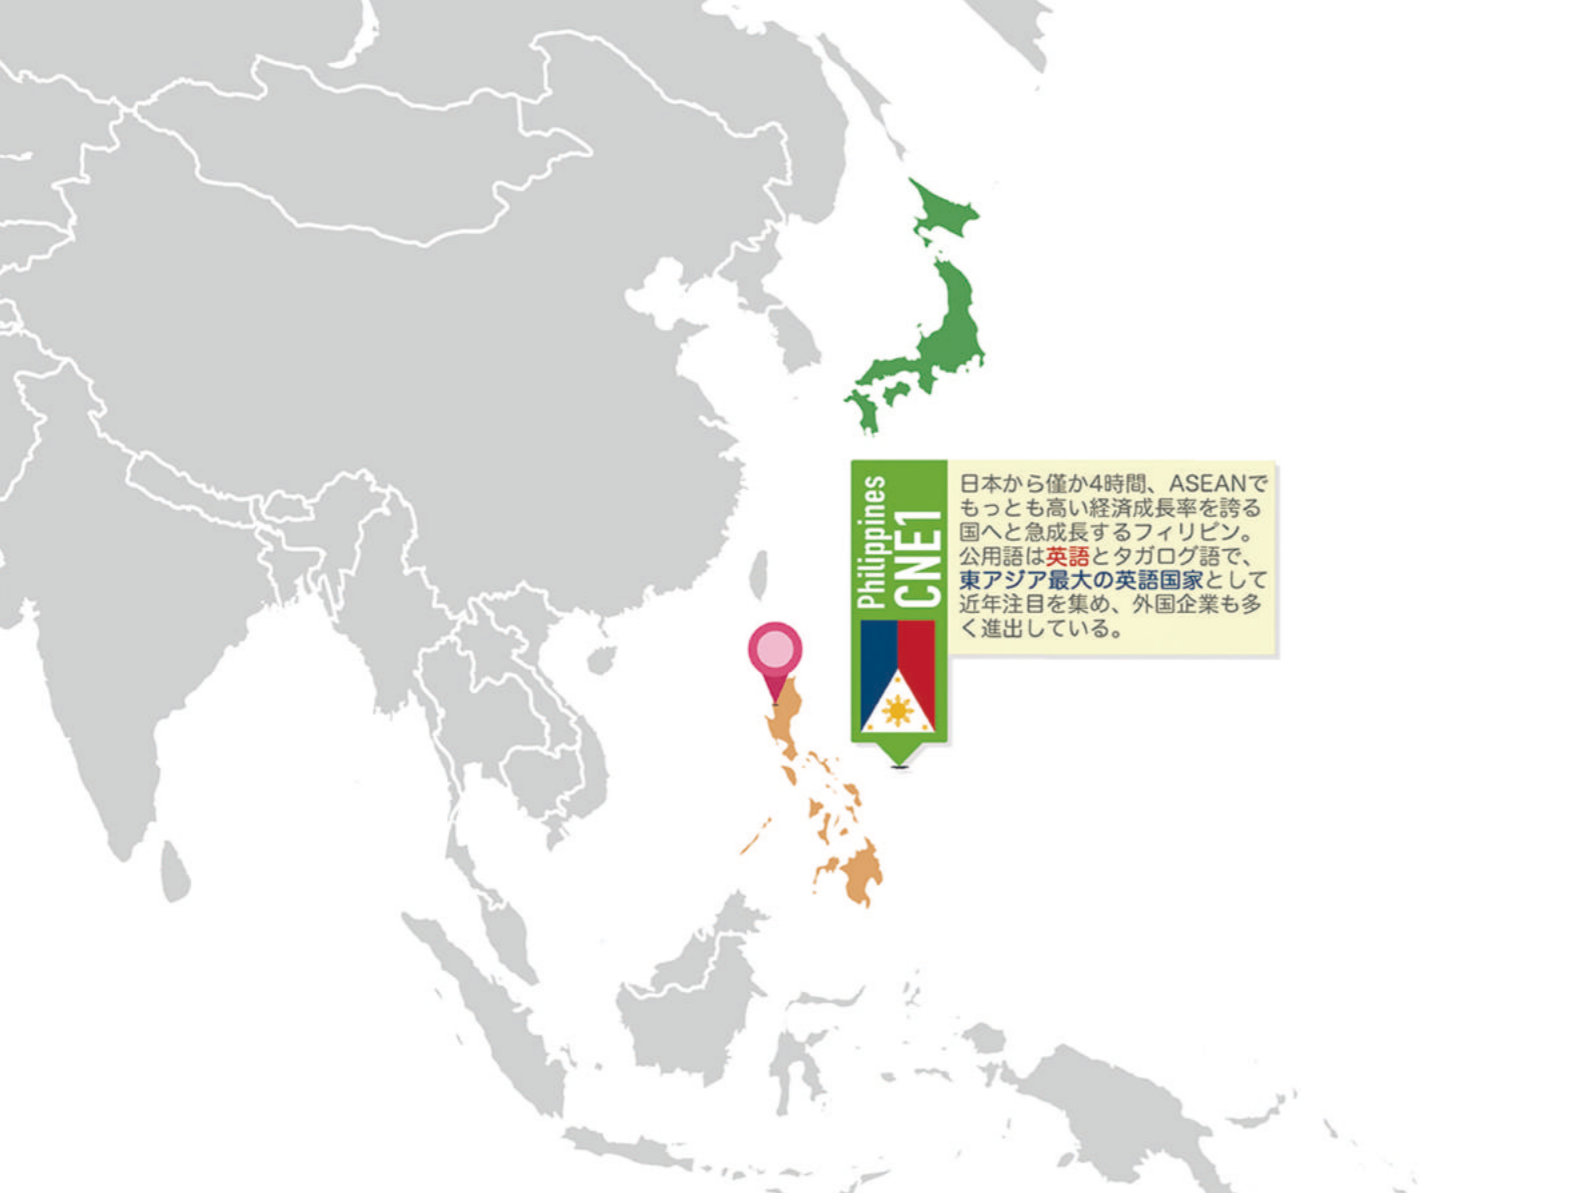 Philippines
CNE1
日本から僅か4時間、ASEANで
もっとも高い経済成長率を誇る
国へと急成長するフィリピン。
公用語は英語とタガログ語で、
東アジア最大の英語国家として
近年注目を集め、外国企業も多
く進出している。